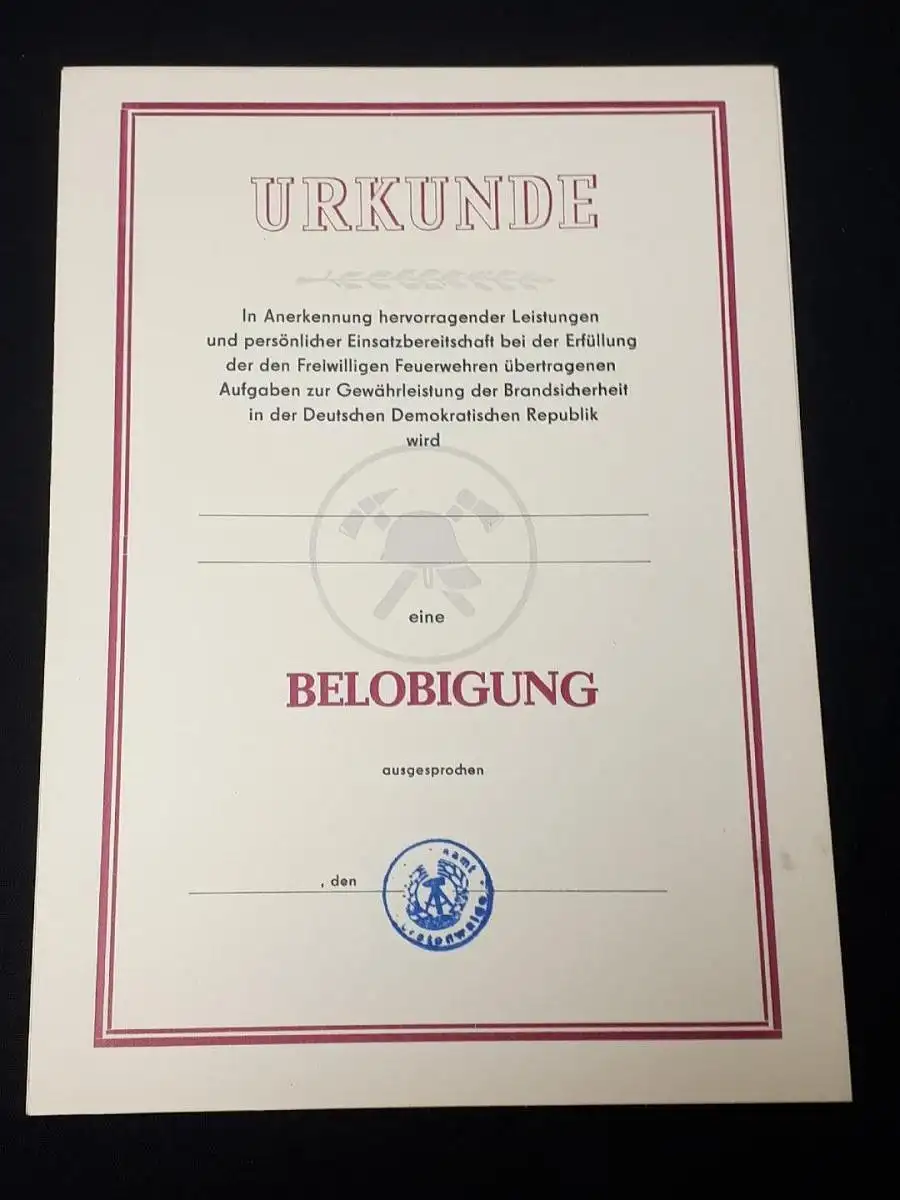 URKUNDE
In Anerkennung hervorragender Leistungen
und persönlicher Einsatzbereitschaft bei der Erfüllung
der den Freiwilligen Feuerwehren übertragenen
Aufgaben zur Gewährleistung der Brandsicherheit
in der Deutschen Demokratischen Republik
wird
eine
BELOBIGUNG
ausgesprochen
, den